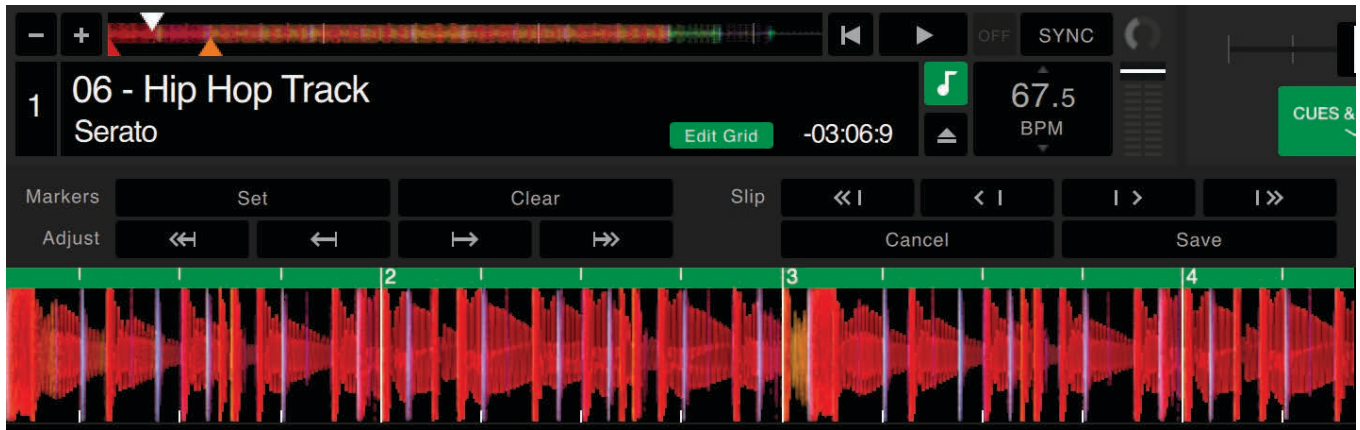 − +
OFF SYNC
1
06 - Hip Hop Track
Serato
Edit Grid -03:06:9
67.5
BPM
CUES &
Markers Set Clear Slip
Adjust Cancel Save
2 3 4